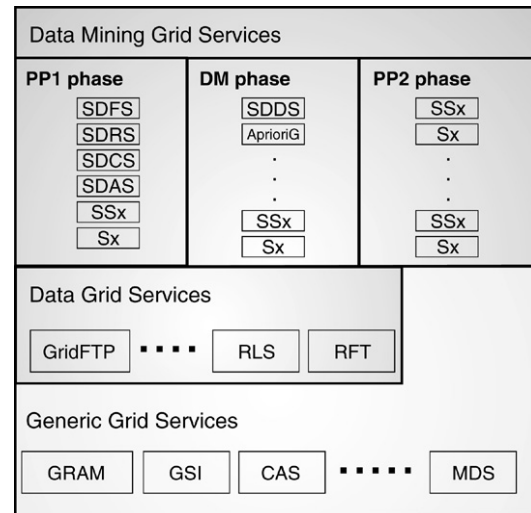 Data Mining Grid Services
PP1 phase
SDFS
SDRS
SDCS
SDAS
SSx
Sx
DM phase
SDDS
AprioriG
.
.
.
SSx
Sx
PP2 phase
SSx
Sx
.
.
.
SSx
Sx
Data Grid Services
GridFTP .... RLS RFT
Generic Grid Services
GRAM GSI CAS ..... MDS